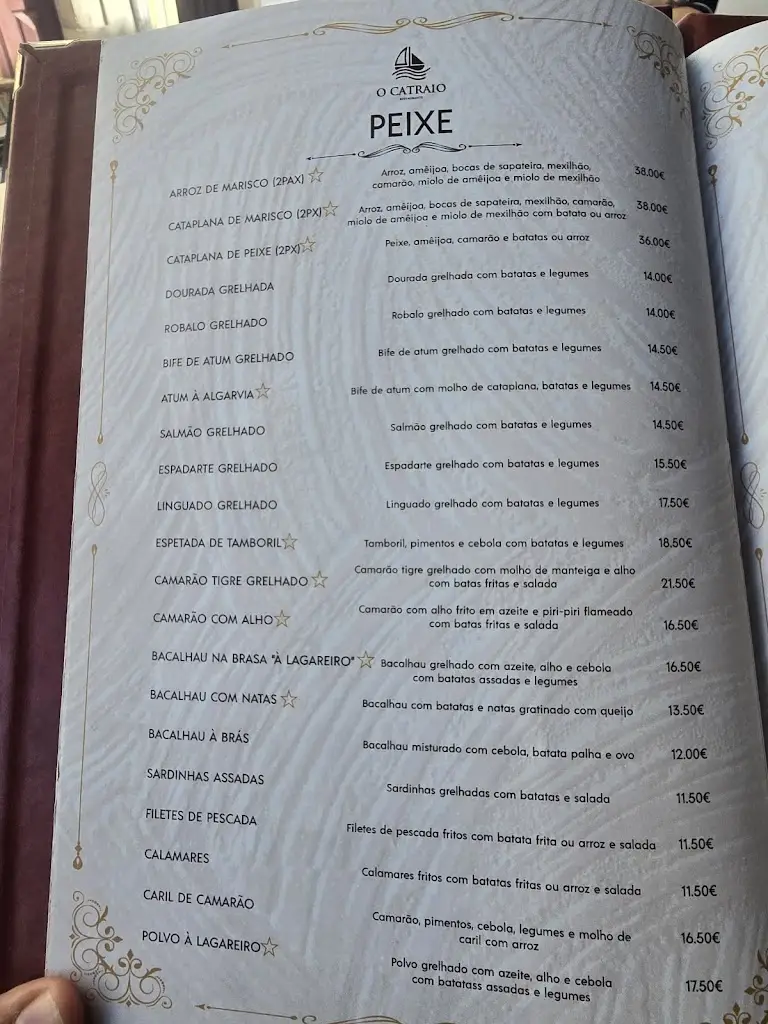 O CATRAIO
PEIXE
ARROZ DE MARISCO (2PAX) Arroz, amêijoa, bocas de sapateira, mexilhão, 38.00€
camarão, miolo de amêijoa e miolo de mexilhão
CATAPLANA DE MARISCO (2PX) Arroz, amêijoa, bocas de sapateira, mexilhão, camarão, 38.00€
miolo de amêijoa e miolo de mexilhão com batata ou arroz
CATAPLANA DE PEIXE (2PX) Peixe, amêijoa, camarão e batatas ou arroz 36.00€
DOURADA GRELHADA Dourada grelhada com batatas e legumes 14.00€
ROBALO GRELHADO Robalo grelhado com batatas e legumes 14.00€
BIFE DE ATUM GRELHADO Bife de atum grelhado com batatas e legumes 14.50€
ATUM À ALGARVIA Bife de atum com molho de cataplana, batatas e legumes 14.50€
SALMÃO GRELHADO Salmão grelhado com batatas e legumes 14.50€
ESPADARTE GRELHADO Espadarte grelhado com batatas e legumes 15.50€
LINGUADO GRELHADO Linguado grelhado com batatas e legumes 17.50€
ESPETADA DE TAMBORIL Tamboril, pimentos e cebola com batatas e legumes 18.50€
CAMARÃO TIGRE GRELHADO Camarão tigre grelhado com molho de manteiga e alho 21.50€
com batas fritas e salada
CAMARÃO COM ALHO Camarão com alho frito em azeite e piri-piri flameado 16.50€
com batas fritas e salada
BACALHAU NA BRASA "À LAGAREIRO" Bacalhau grelhado com azeite, alho e cebola 16.50€
com batatas assadas e legumes
BACALHAU COM NATAS Bacalhau com batatas e natas gratinado com queijo 13.50€
BACALHAU À BRÁS Bacalhau misturado com cebola, batata palha e ovo 12.00€
SARDINHAS ASSADAS Sardinhas grelhadas com batatas e salada 11.50€
FILETES DE PESCADA Filetes de pescada fritos com batata frita ou arroz e salada 11.50€
CALAMARES Calamares fritos com batatas fritas ou arroz e salada 11.50€
CARIL DE CAMARÃO Camarão, pimentos, cebola, legumes e molho de 16.50€
caril com arroz
POLVO À LAGAREIRO Polvo grelhado com azeite, alho e cebola 17.50€
com batatass assadas e legumes